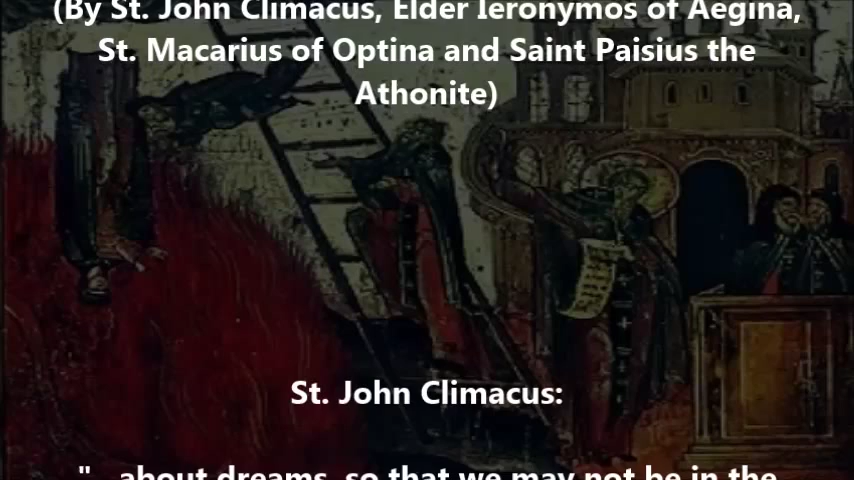 (By St. John Climacus, Elder Ieronymos of Aegina,
St. Macarius of Optina and Saint Paisius the
Athonite)
St. John Climacus:
"...about dreams, so that we may not be in the